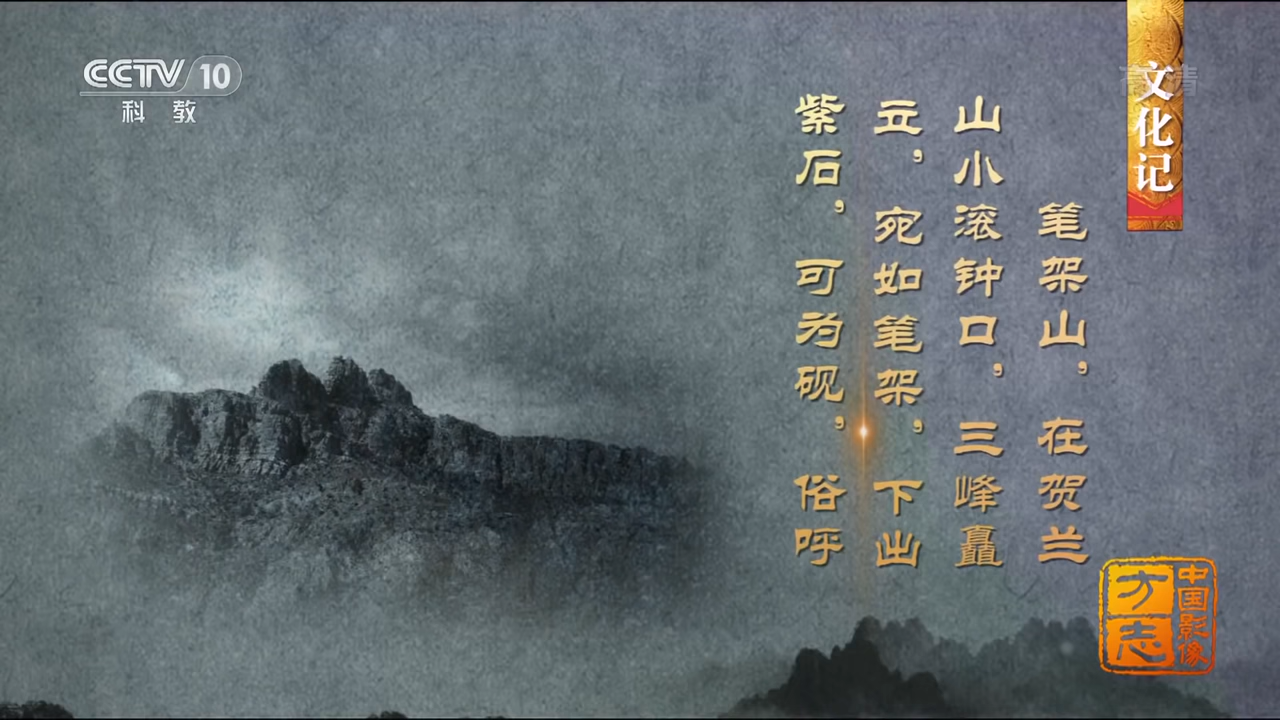 CCTV 10
科 教
文化记
笔架山，在贺兰
山小滚钟口，三峰矗
立，宛如笔架，下出
紫石，可为砚，俗呼
中国影像
方志